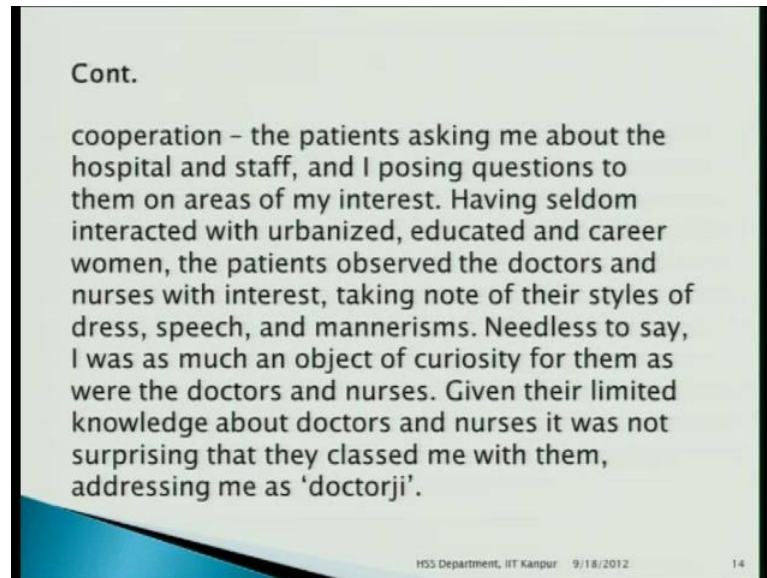 Cont.
cooperation – the patients asking me about the
hospital and staff, and I posing questions to
them on areas of my interest. Having seldom
interacted with urbanized, educated and career
women, the patients observed the doctors and
nurses with interest, taking note of their styles of
dress, speech, and mannerisms. Needless to say,
I was as much an object of curiosity for them as
were the doctors and nurses. Given their limited
knowledge about doctors and nurses it was not
surprising that they classed me with them,
addressing me as ‘doctorji’.
HSS Department, IIT Kanpur 9/18/2012 14